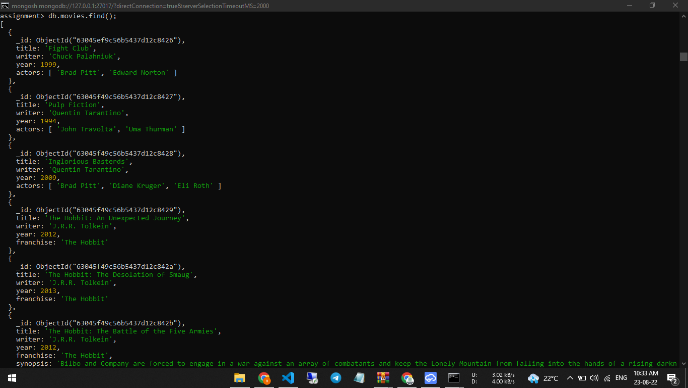 mongosh mongodb://127.0.0.1:27017/?directConnection=true&serverSelectionTimeoutMS=2000
assignment> db.movies.find();
[
{
_id: ObjectId("63045ef9c56b5437d12c8426"),
title: 'Fight Club',
writer: 'Chuck Palahniuk',
year: 1999,
actors: [ 'Brad Pitt', 'Edward Norton' ]
},
{
_id: ObjectId("63045f49c56b5437d12c8427"),
title: 'Pulp Fiction',
writer: 'Quentin Tarantino',
year: 1994,
actors: [ 'John Travolta', 'Uma Thurman' ]
},
{
_id: ObjectId("63045f49c56b5437d12c8428"),
title: 'Inglorious Basterds',
writer: 'Quentin Tarantino',
year: 2009,
actors: [ 'Brad Pitt', 'Diane Kruger', 'Eli Roth' ]
},
{
_id: ObjectId("63045f49c56b5437d12c8429"),
title: 'The Hobbit: An Unexpected Journey',
writer: 'J.R.R. Tolkein',
year: 2012,
franchise: 'The Hobbit'
},
{
_id: ObjectId("63045f49c56b5437d12c842a"),
title: 'The Hobbit: The Desolation of Smaug',
writer: 'J.R.R. Tolkein',
year: 2013,
franchise: 'The Hobbit'
},
{
_id: ObjectId("63045f49c56b5437d12c842b"),
title: 'The Hobbit: The Battle of the Five Armies',
writer: 'J.R.R. Tolkein',
year: 2012,
franchise: 'The Hobbit',
synopsis: 'Bilbo and Company are forced to engage in a war against an array of combatants and keep the Lonely Mountain from falling into the hands of a rising darkn
D: 3.02 kB/s
D: 4.00 kB/s
22°C
ENG
10:33 AM
23-08-22
2